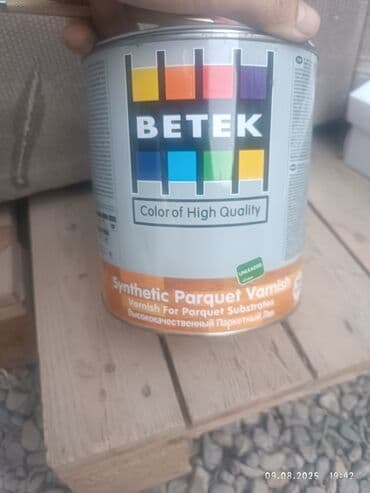 BETEK
Color of High Quality
UNLEADED
Synthetic Parquet Varnish
Varnish For Parquet Substrates
Высококачественный Паркетный Лак
09.08.2025 19:42